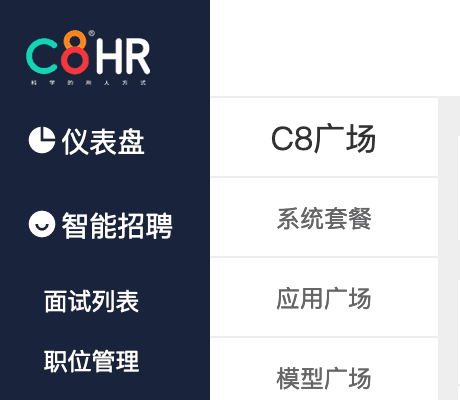 C8HR®
科学的用人方式
仪表盘
智能招聘
面试列表
职位管理
C8广场
系统套餐
应用广场
模型广场